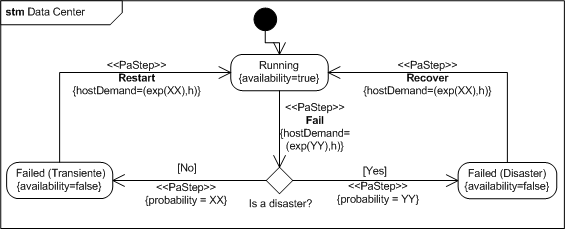 stm Data Center
<<PaStep>>
Restart
{hostDemand=(exp(XX),h)}
Running
{availability=true}
<<PaStep>>
Recover
{hostDemand=(exp(XX),h)}
<<PaStep>>
Fail
{hostDemand=
(exp(YY),h)}
Failed (Transiente)
{availability=false}
[No]
<<PaStep>>
{probability = XX}
Is a disaster?
[Yes]
<<PaStep>>
{probability = YY}
Failed (Disaster)
{availability=false}